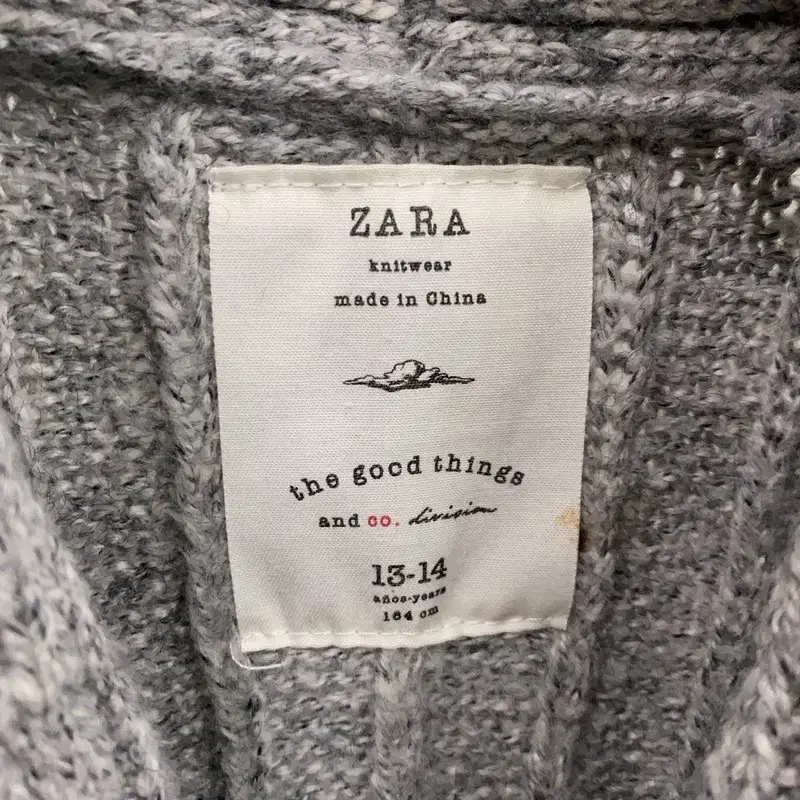 ZARA
knitwear
made in China
the good things
and co. division
13-14
años-years
164 cm